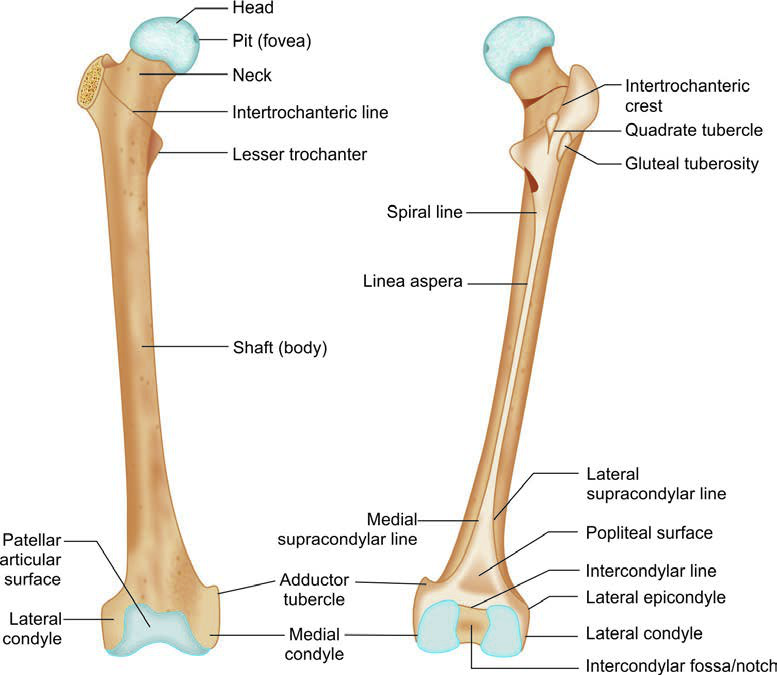 Head
Pit (fovea)
Neck
Intertrochanteric line
Lesser trochanter
Shaft (body)
Patellar
articular
surface
Lateral
condyle
Adductor
tubercle
Medial
condyle
Intertrochanteric
crest
Quadrate tubercle
Gluteal tuberosity
Spiral line
Linea aspera
Lateral
supracondylar line
Medial
supracondylar line
Popliteal surface
Intercondylar line
Lateral epicondyle
Lateral condyle
Intercondylar fossa/notch